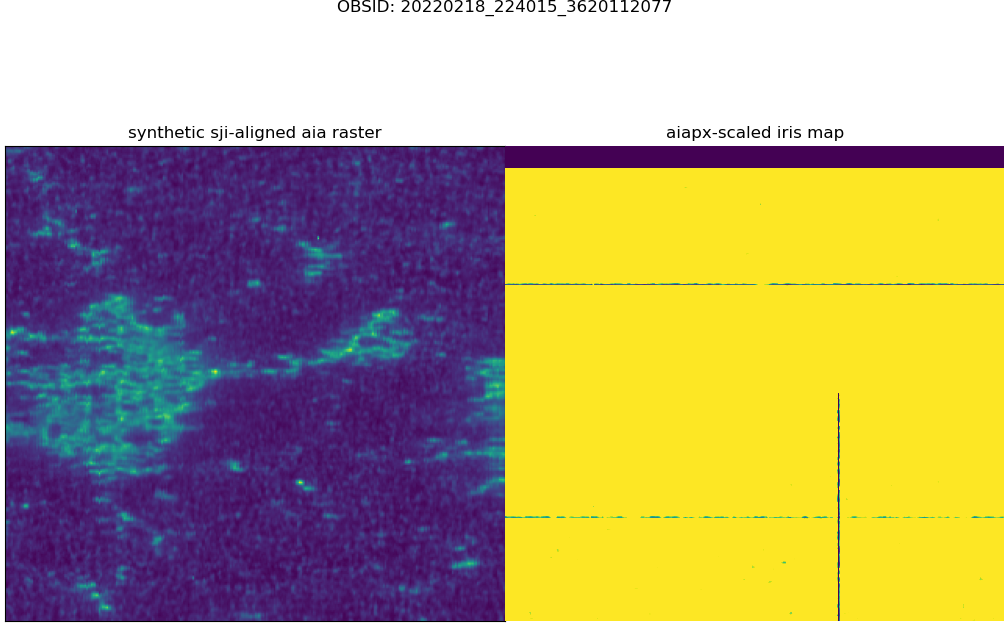 OBSID: 20220218_224015_3620112077
synthetic sji-aligned aia raster
aiapx-scaled iris map